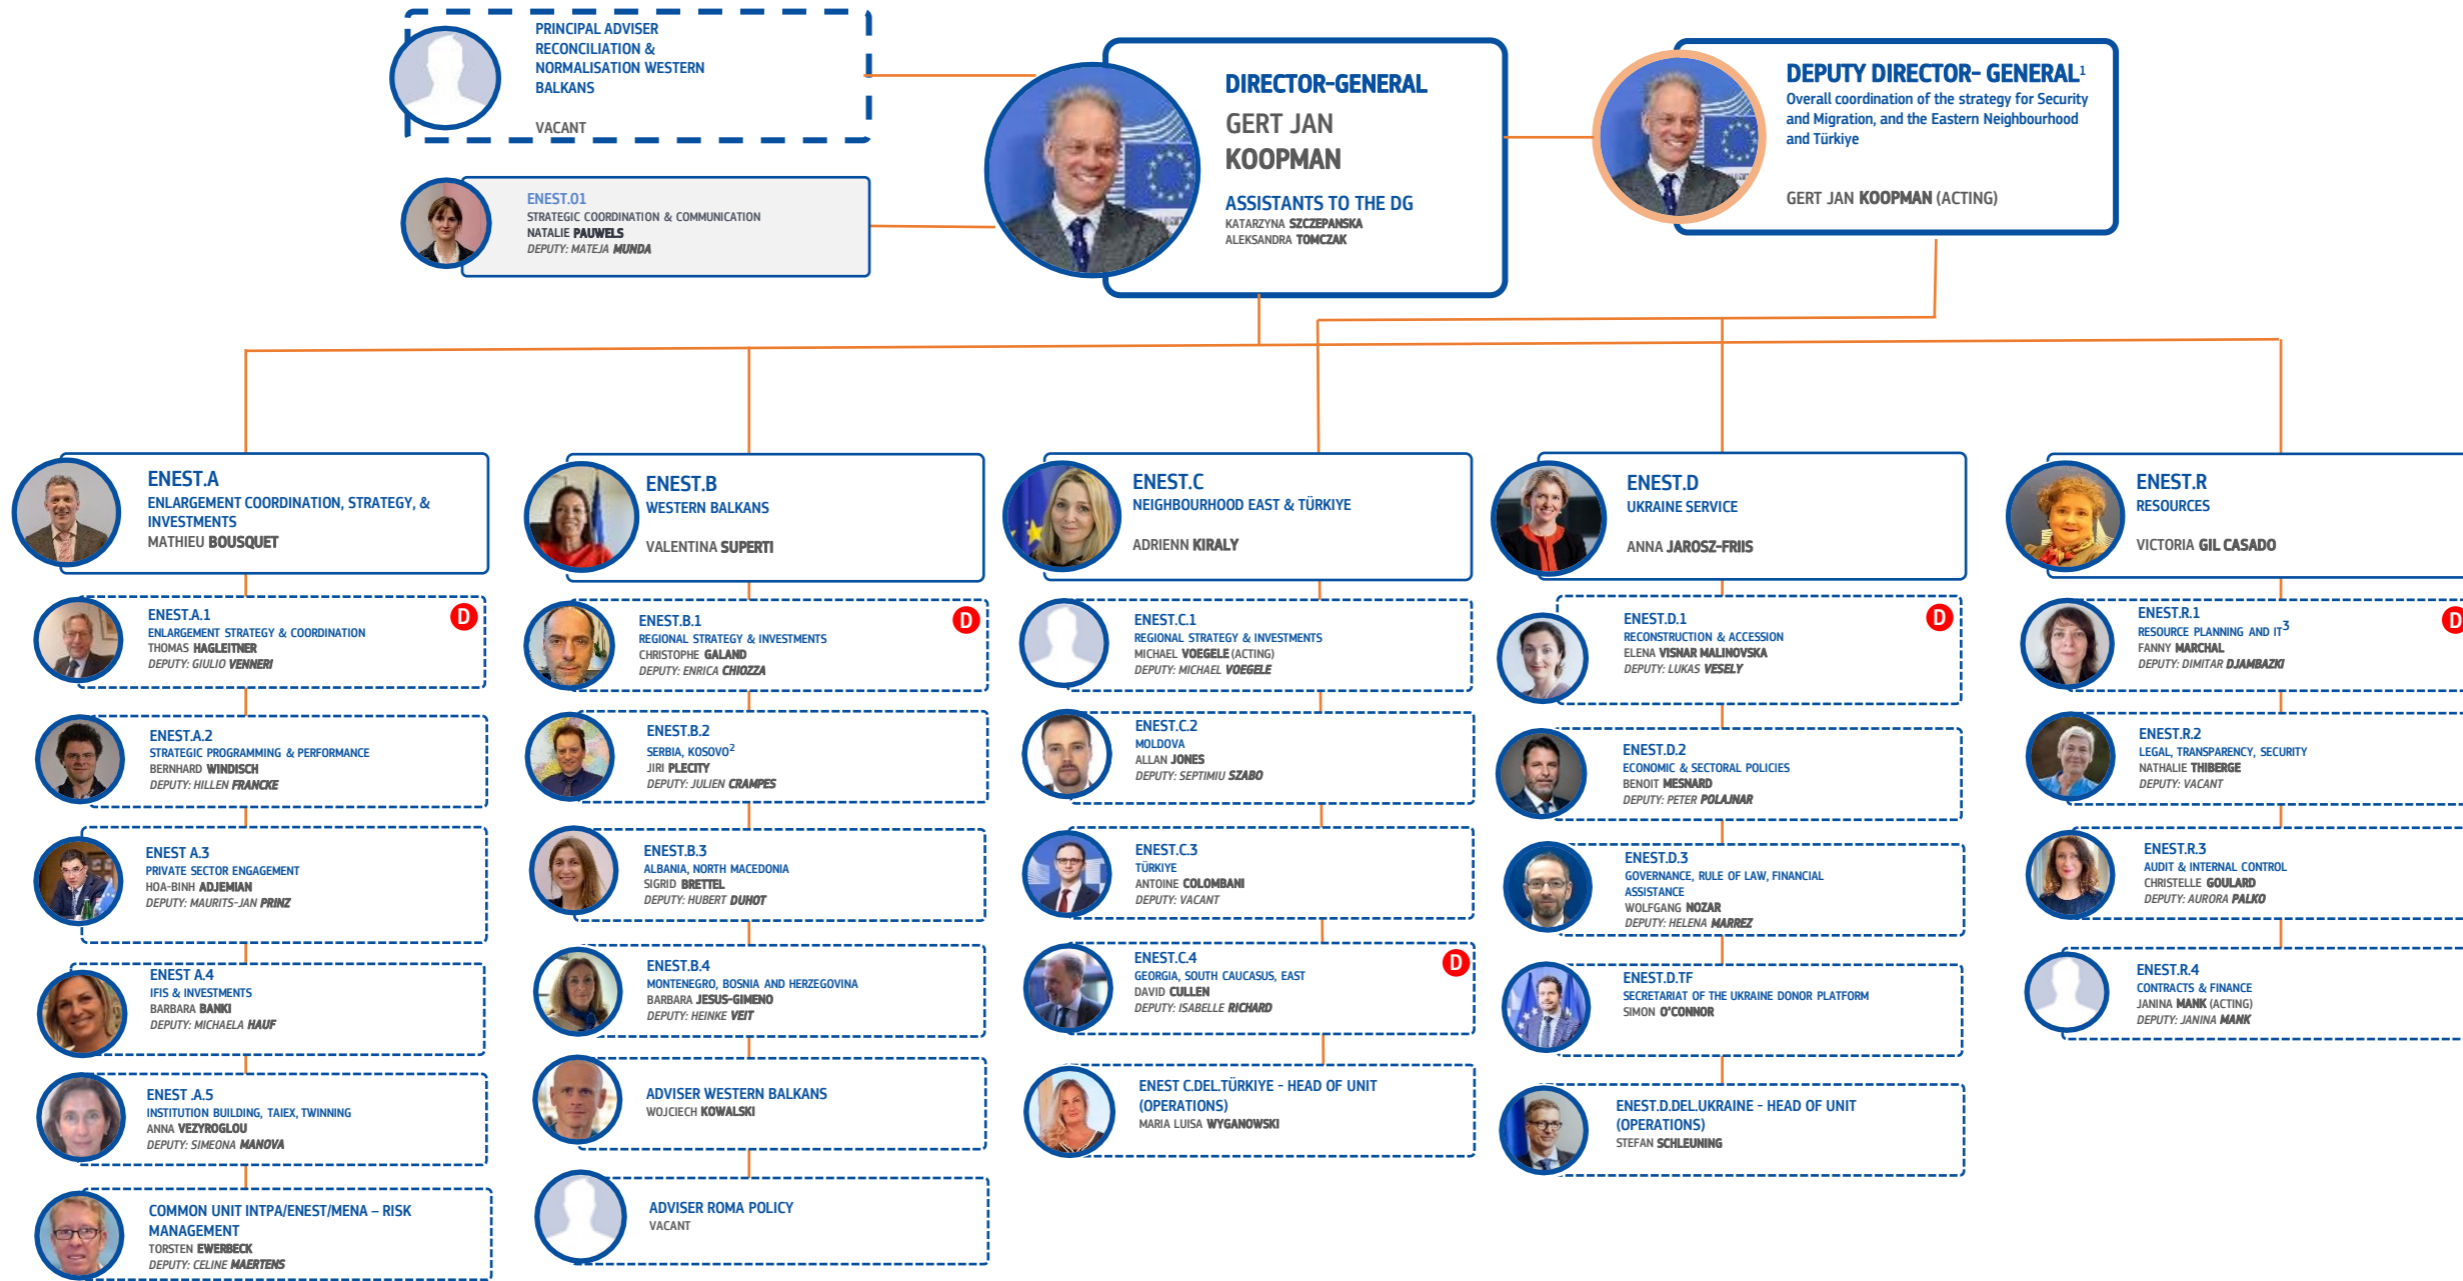 PRINCIPAL ADVISER
RECONCILIATION &
NORMALISATION WESTERN
BALKANS
VACANT
ENEST.01
STRATEGIC COORDINATION & COMMUNICATION
NATALIE PAUWELS
DEPUTY: MATEJA MUNDA
DIRECTOR-GENERAL
GERT JAN
KOOPMAN
ASSISTANTS TO THE DG
KATARZYNA SZCZEPANSKA
ALEKSANDRA TOMCZAK
DEPUTY DIRECTOR- GENERAL1
Overall coordination of the strategy for Security
and Migration, and the Eastern Neighbourhood
and Türkiye
GERT JAN KOOPMAN (ACTING)
ENEST.A
ENLARGEMENT COORDINATION, STRATEGY, &
INVESTMENTS
MATHIEU BOUSQUET
ENEST.A.1
D
ENLARGEMENT STRATEGY & COORDINATION
THOMAS HAGLEITNER
DEPUTY: GIULIO VENNERI
ENEST.A.2
STRATEGIC PROGRAMMING & PERFORMANCE
BERNHARD WINDISCH
DEPUTY: HILLEN FRANCKE
ENEST A.3
PRIVATE SECTOR ENGAGEMENT
HOA-BINH ADJEMIAN
DEPUTY: MAURITS-JAN PRINZ
ENEST A.4
IFIS & INVESTMENTS
BARBARA BANKI
DEPUTY: MICHAELA HAUF
ENEST .A.5
INSTITUTION BUILDING, TAIEX, TWINNING
ANNA VEZYROGLOU
DEPUTY: SIMEONA MANOVA
COMMON UNIT INTPA/ENEST/MENA – RISK
MANAGEMENT
TORSTEN EWERBECK
DEPUTY: CELINE MAERTENS
ENEST.B
WESTERN BALKANS
VALENTINA SUPERTI
ENEST.B.1
D
REGIONAL STRATEGY & INVESTMENTS
CHRISTOPHE GALAND
DEPUTY: ENRICA CHIOZZA
ENEST.B.2
SERBIA, KOSOVO2
JIRI PLECITY
DEPUTY: JULIEN CRAMPES
ENEST.B.3
ALBANIA, NORTH MACEDONIA
SIGRID BRETTEL
DEPUTY: HUBERT DUHOT
ENEST.B.4
MONTENEGRO, BOSNIA AND HERZEGOVINA
BARBARA JESUS-GIMENO
DEPUTY: HEINKE VEIT
ADVISER WESTERN BALKANS
WOJCIECH KOWALSKI
ADVISER ROMA POLICY
VACANT
ENEST.C
NEIGHBOURHOOD EAST & TÜRKIYE
ADRIENN KIRALY
ENEST.C.1
REGIONAL STRATEGY & INVESTMENTS
MICHAEL VOEGELE (ACTING)
DEPUTY: MICHAEL VOEGELE
ENEST.C.2
MOLDOVA
ALLAN JONES
DEPUTY: SEPTIMIU SZABO
ENEST.C.3
TÜRKIYE
ANTOINE COLOMBANI
DEPUTY: VACANT
ENEST.C.4
D
GEORGIA, SOUTH CAUCASUS, EAST
DAVID CULLEN
DEPUTY: ISABELLE RICHARD
ENEST C.DEL.TÜRKIYE - HEAD OF UNIT
(OPERATIONS)
MARIA LUISA WYGANOWSKI
ENEST.D
UKRAINE SERVICE
ANNA JAROSZ-FRIIS
ENEST.D.1
D
RECONSTRUCTION & ACCESSION
ELENA VISNAR MALINOVSKA
DEPUTY: LUKAS VESELY
ENEST.D.2
ECONOMIC & SECTORAL POLICIES
BENOIT MESNARD
DEPUTY: PETER POLAJNAR
ENEST.D.3
GOVERNANCE, RULE OF LAW, FINANCIAL
ASSISTANCE
WOLFGANG NOZAR
DEPUTY: HELENA MARREZ
ENEST.D.TF
SECRETARIAT OF THE UKRAINE DONOR PLATFORM
SIMON O'CONNOR
ENEST.D.DEL.UKRAINE - HEAD OF UNIT
(OPERATIONS)
STEFAN SCHLEUNING
ENEST.R
RESOURCES
VICTORIA GIL CASADO
ENEST.R.1
D
RESOURCE PLANNING AND IT3
FANNY MARCHAL
DEPUTY: DIMITAR DJAMBAZKI
ENEST.R.2
LEGAL, TRANSPARENCY, SECURITY
NATHALIE THIBERGE
DEPUTY: VACANT
ENEST.R.3
AUDIT & INTERNAL CONTROL
CHRISTELLE GOULARD
DEPUTY: AURORA PALKO
ENEST.R.4
CONTRACTS & FINANCE
JANINA MANK (ACTING)
DEPUTY: JANINA MANK